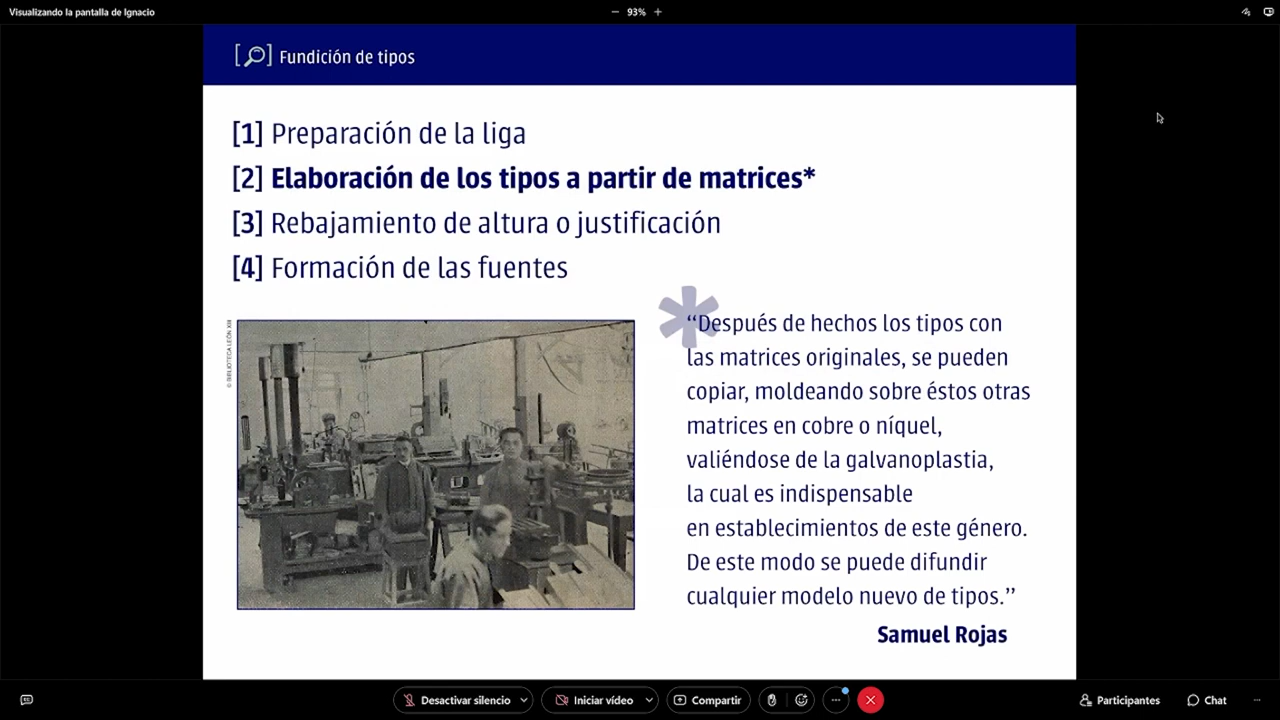 Visualizando la pantalla de Ignacio
− 93% +
[ ] Fundición de tipos
[1] Preparación de la liga
[2] Elaboración de los tipos a partir de matrices*
[3] Rebajamiento de altura o justificación
[4] Formación de las fuentes
© BIBLIOTECA LEÓN XIII
*
“Después de hechos los tipos con
las matrices originales, se pueden
copiar, moldeando sobre éstos otras
matrices en cobre o níquel,
valiéndose de la galvanoplastia,
la cual es indispensable
en establecimientos de este género.
De este modo se puede difundir
cualquier modelo nuevo de tipos.”
Samuel Rojas
Desactivar silencio
Iniciar vídeo
Compartir
Participantes
Chat